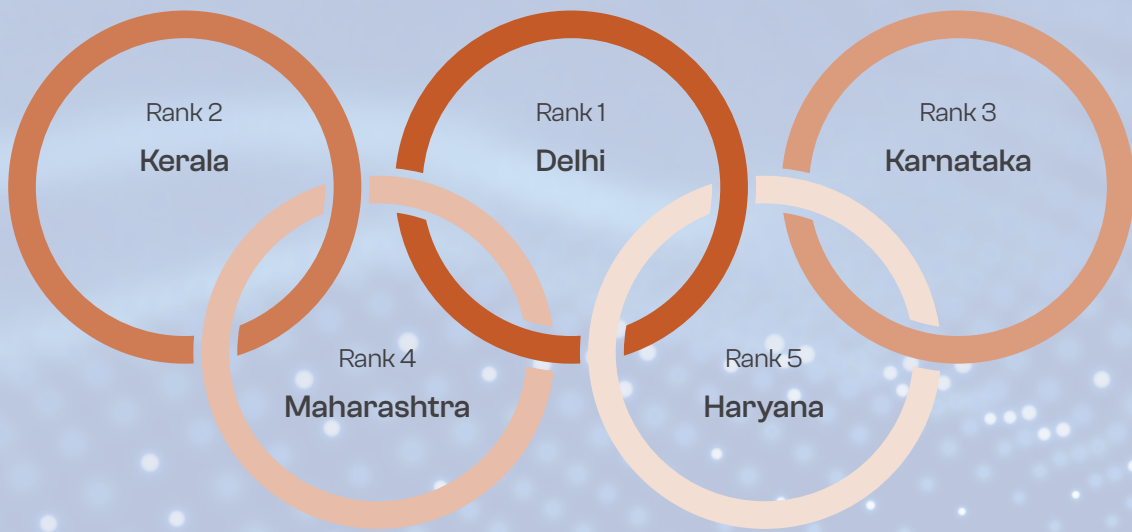 Rank 2
Kerala
Rank 1
Delhi
Rank 3
Karnataka
Rank 4
Maharashtra
Rank 5
Haryana